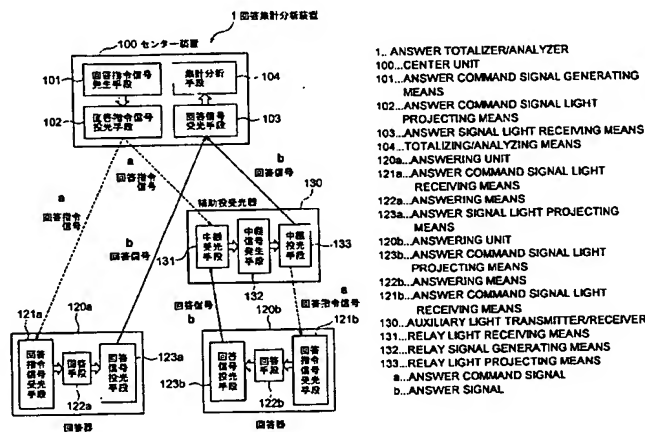 1 回答集計分析装置
100 センター装置
101
回答指令信号
発生手段
集計分析
手段
104
102
回答指令信号
投光手段
回答信号
受光手段
103
a
回答指令
信号
a
回答指令
信号
b
回答信号
b
回答信号
130
補助投受光器
中継
受光
手段
中継
信号
発生
手段
中継
投光
手段
131
132
133
回答信号
b
a
回答指令信号
121a
120a
回答
指令
信号
受光
手段
回答
手段
回答
信号
投光
手段
123a
122a
回答器
120b
121b
回答
信号
投光
手段
回答
手段
回答
指令
信号
受光
手段
123b
122b
回答器
1.. ANSWER TOTALIZER/ANALYZER
100...CENTER UNIT
101...ANSWER COMMAND SIGNAL GENERATING
MEANS
102...ANSWER COMMAND SIGNAL LIGHT
PROJECTING MEANS
103...ANSWER SIGNAL LIGHT RECEIVING MEANS
104...TOTALIZING/ANALYZING MEANS
120a...ANSWERING UNIT
121a...ANSWER COMMAND SIGNAL LIGHT
RECEIVING MEANS
122a...ANSWERING MEANS
123a...ANSWER SIGNAL LIGHT PROJECTING
MEANS
120b...ANSWERING UNIT
123b...ANSWER COMMAND SIGNAL LIGHT
PROJECTING MEANS
122b...ANSWERING MEANS
121b...ANSWER COMMAND SIGNAL LIGHT
RECEIVING MEANS
130...AUXILIARY LIGHT TRANSMITTER/RECEIVER
131...RELAY LIGHT RECEIVING MEANS
132...RELAY SIGNAL GENERATING MEANS
133...RELAY LIGHT PROJECTING MEANS
a...ANSWER COMMAND SIGNAL
b...ANSWER SIGNAL